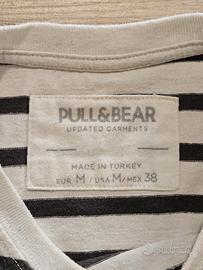 PULL&BEAR
UPDATED GARMENTS
MADE IN TURKEY
EUR M / USA M / MEX 38